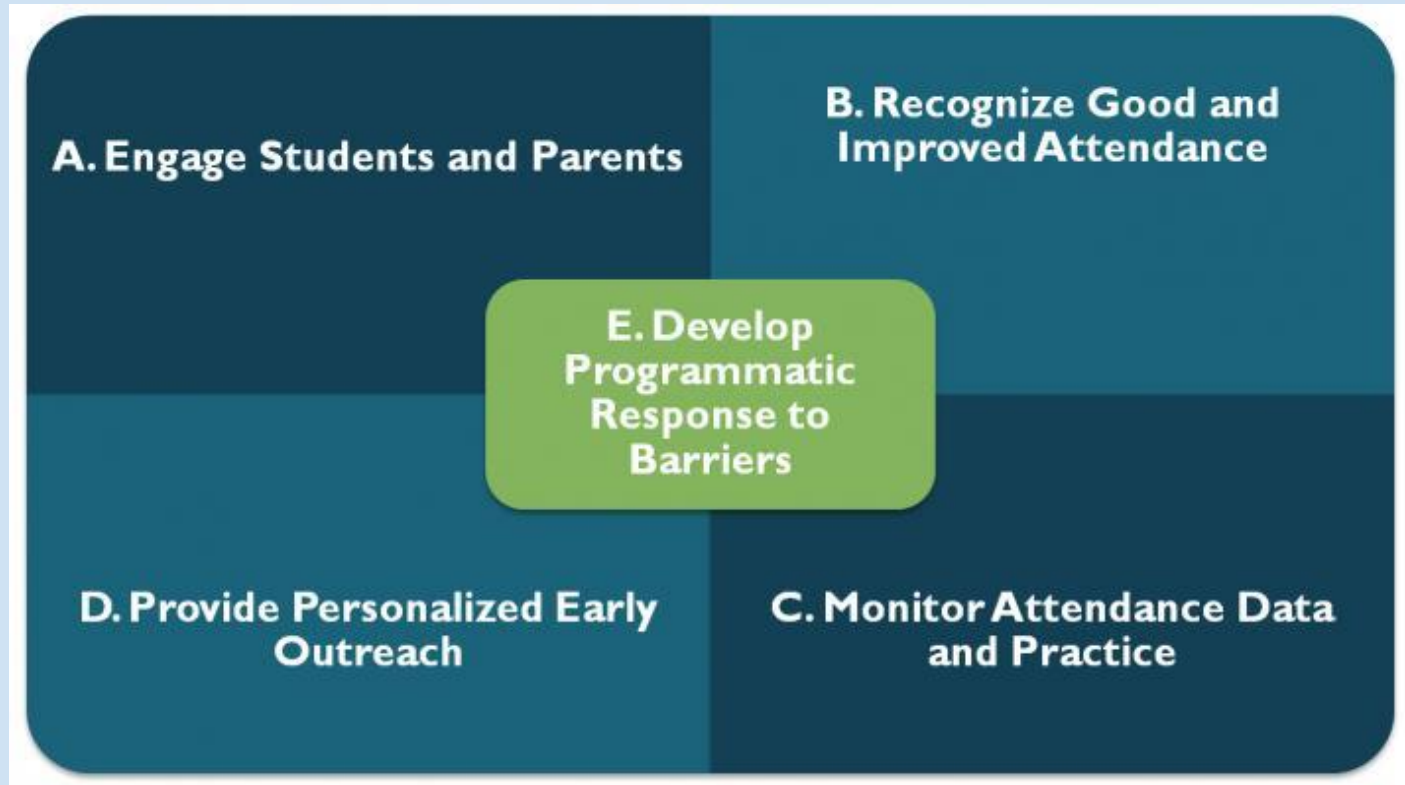 A. Engage Students and Parents
B. Recognize Good and
Improved Attendance
E. Develop
Programmatic
Response to
Barriers
D. Provide Personalized Early
Outreach
C. Monitor Attendance Data
and Practice